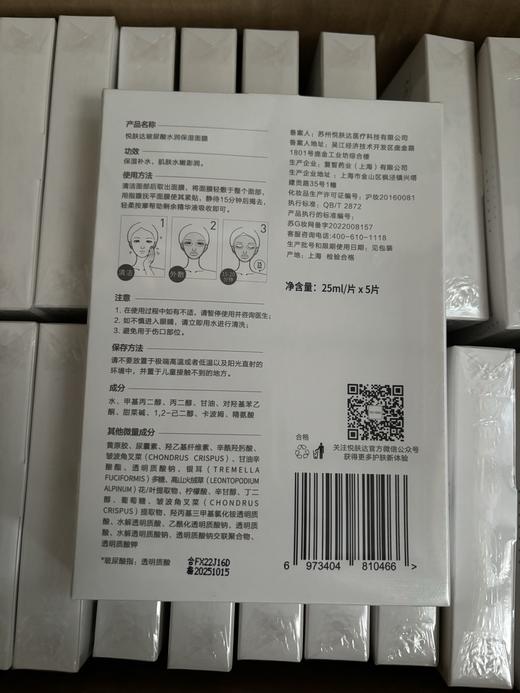 产品名称
悦肤达玻尿酸水润保湿面膜
功效
保湿补水、肌肤水嫩膨润。
使用方法
清洁面部后取出面膜，将面膜轻敷于整个面部，
用指腹抚平面膜使其紧贴，静待15分钟后揭去，
轻柔按摩帮助剩余精华液吸收即可。
1
清洁
2
外敷
3
15-20
分钟
注意
1. 在使用过程中如有不适，请暂停使用并咨询医生；
2. 如不慎进入眼睛，请立即用水进行清洗；
3. 避免用于伤口部位。
保存方法
请不要放置于极端高温或者低温以及阳光直射的
环境中，并置于儿童接触不到的地方。
成分
水、甲基丙二醇、丙二醇、甘油、对羟基苯乙
酮、甜菜碱、1,2-己二醇、卡波姆、精氨酸
其他微量成分
黄原胶、尿囊素、羟乙基纤维素、辛酰羟肟酸、
皱波角叉菜(CHONDRUS CRISPUS)、甘油辛
酸酯、透明质酸钠、银耳(TREMELLA
FUCIFORMIS)多糖、高山火绒草(LEONTOPODIUM
ALPINUM)花/叶提取物、柠檬酸、辛甘醇、丁二
醇、葡萄糖、皱波角叉菜(CHONDRUS
CRISPUS)提取物、羟丙基三甲基氯化铵透明质
酸、水解透明质酸、乙酰化透明质酸钠、透明质
酸、水解透明质酸钠、透明质酸钠交联聚合物、
透明质酸钾
*玻尿酸指：透明质酸
合FX22J16D
20251015
备案人：苏州悦肤达医疗科技有限公司
备案人地址：吴江经济技术开发区庞金路
1801号庞金工业坊综合楼
生产企业：复智药业（上海）有限公司
生产企业地址：上海市金山区枫泾镇兴塔
建贡路35号1幢
化妆品生产许可证编号：沪妆20160081
执行标准：QB/T 2872
产品执行的标准编号：
苏G妆网备字2022008157
客服咨询电话:400-610-1118
生产批号和限期使用日期：见包装
产地：上海 检验合格
净含量：25ml/片 x 5片
合格
关注悦肤达官方微信公众号
获得更多护肤新体验
6 973404 810466 >